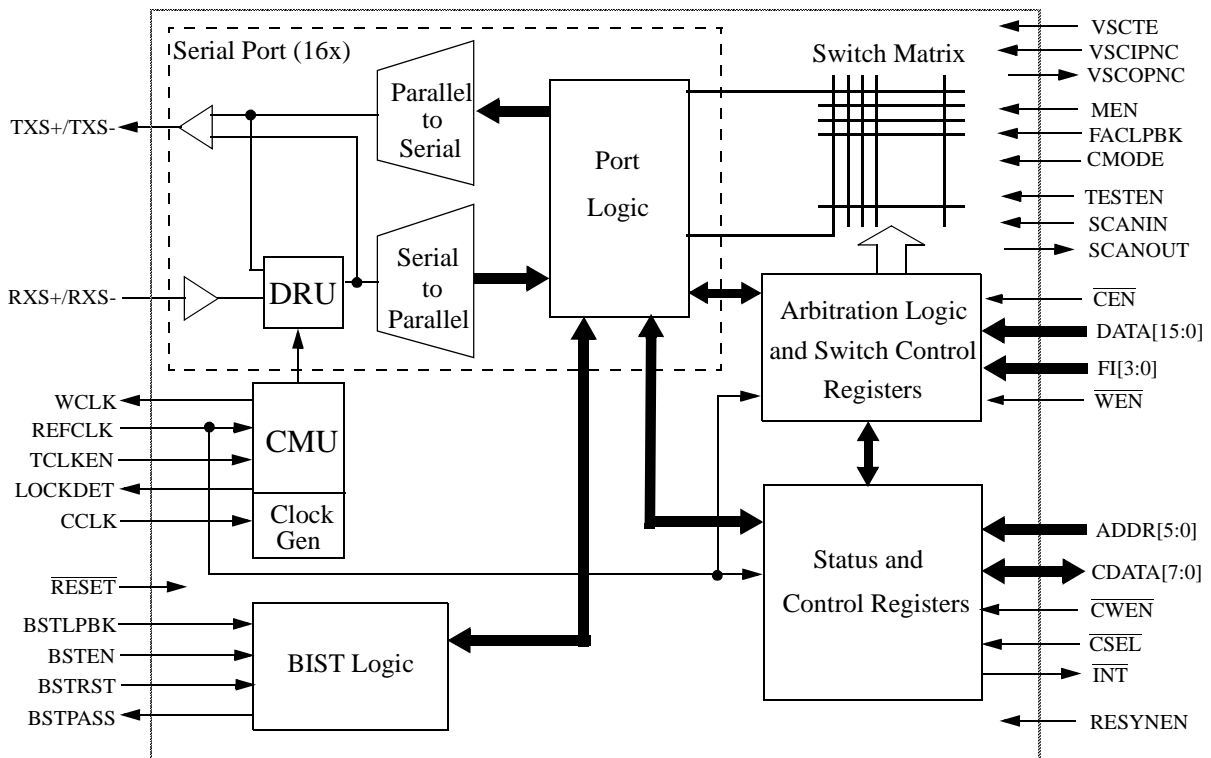 Serial Port (16x)
Switch Matrix
Parallel
to
Serial
Port
Logic
Serial
to
Parallel
DRU
Arbitration Logic
and Switch Control
Registers
CMU
Clock
Gen
Status and
Control Registers
BIST Logic
TXS+/TXS-
RXS+/RXS-
WCLK
REFCLK
TCLKEN
LOCKDET
CCLK
RESET
BSTLPBK
BSTEN
BSTRST
BSTPASS
VSCTE
VSCIPNC
VSCOPNC
MEN
FACLPBK
CMODE
TESTEN
SCANIN
SCANOUT
CEN
DATA[15:0]
FI[3:0]
WEN
ADDR[5:0]
CDATA[7:0]
CWEN
CSEL
INT
RESYNEN